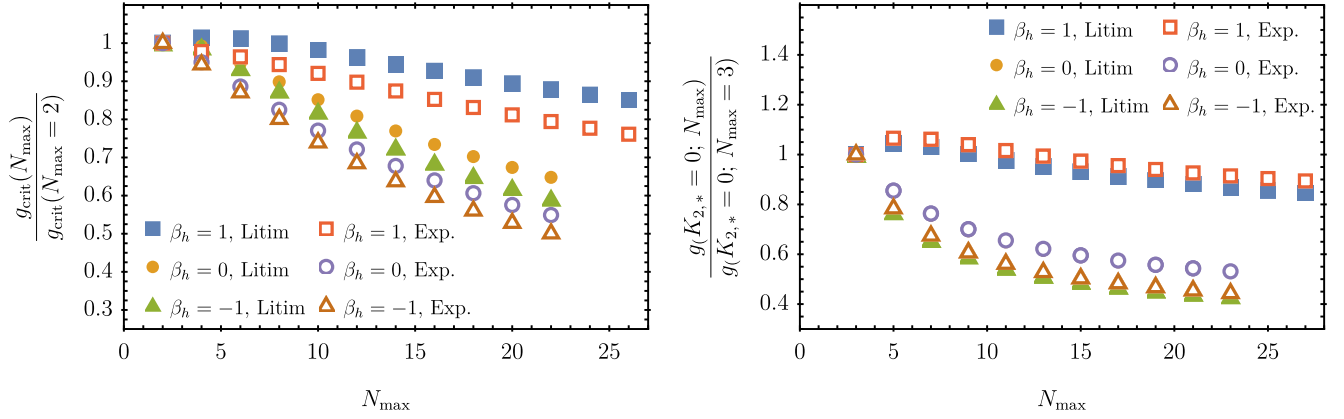 g_crit(N_max)
g_crit(N_max = 2)
1
0.9
0.8
0.7
0.6
0.5
0.4
0.3
β_h = 1, Litim
β_h = 1, Exp.
β_h = 0, Litim
β_h = 0, Exp.
β_h = −1, Litim
β_h = −1, Exp.
0 5 10 15 20 25
N_max
g(K_{2,*} = 0; N_max)
g(K_{2,*} = 0; N_max = 3)
1.4
1.2
1
0.8
0.6
0.4
β_h = 1, Litim
β_h = 1, Exp.
β_h = 0, Litim
β_h = 0, Exp.
β_h = −1, Litim
β_h = −1, Exp.
0 5 10 15 20 25
N_max